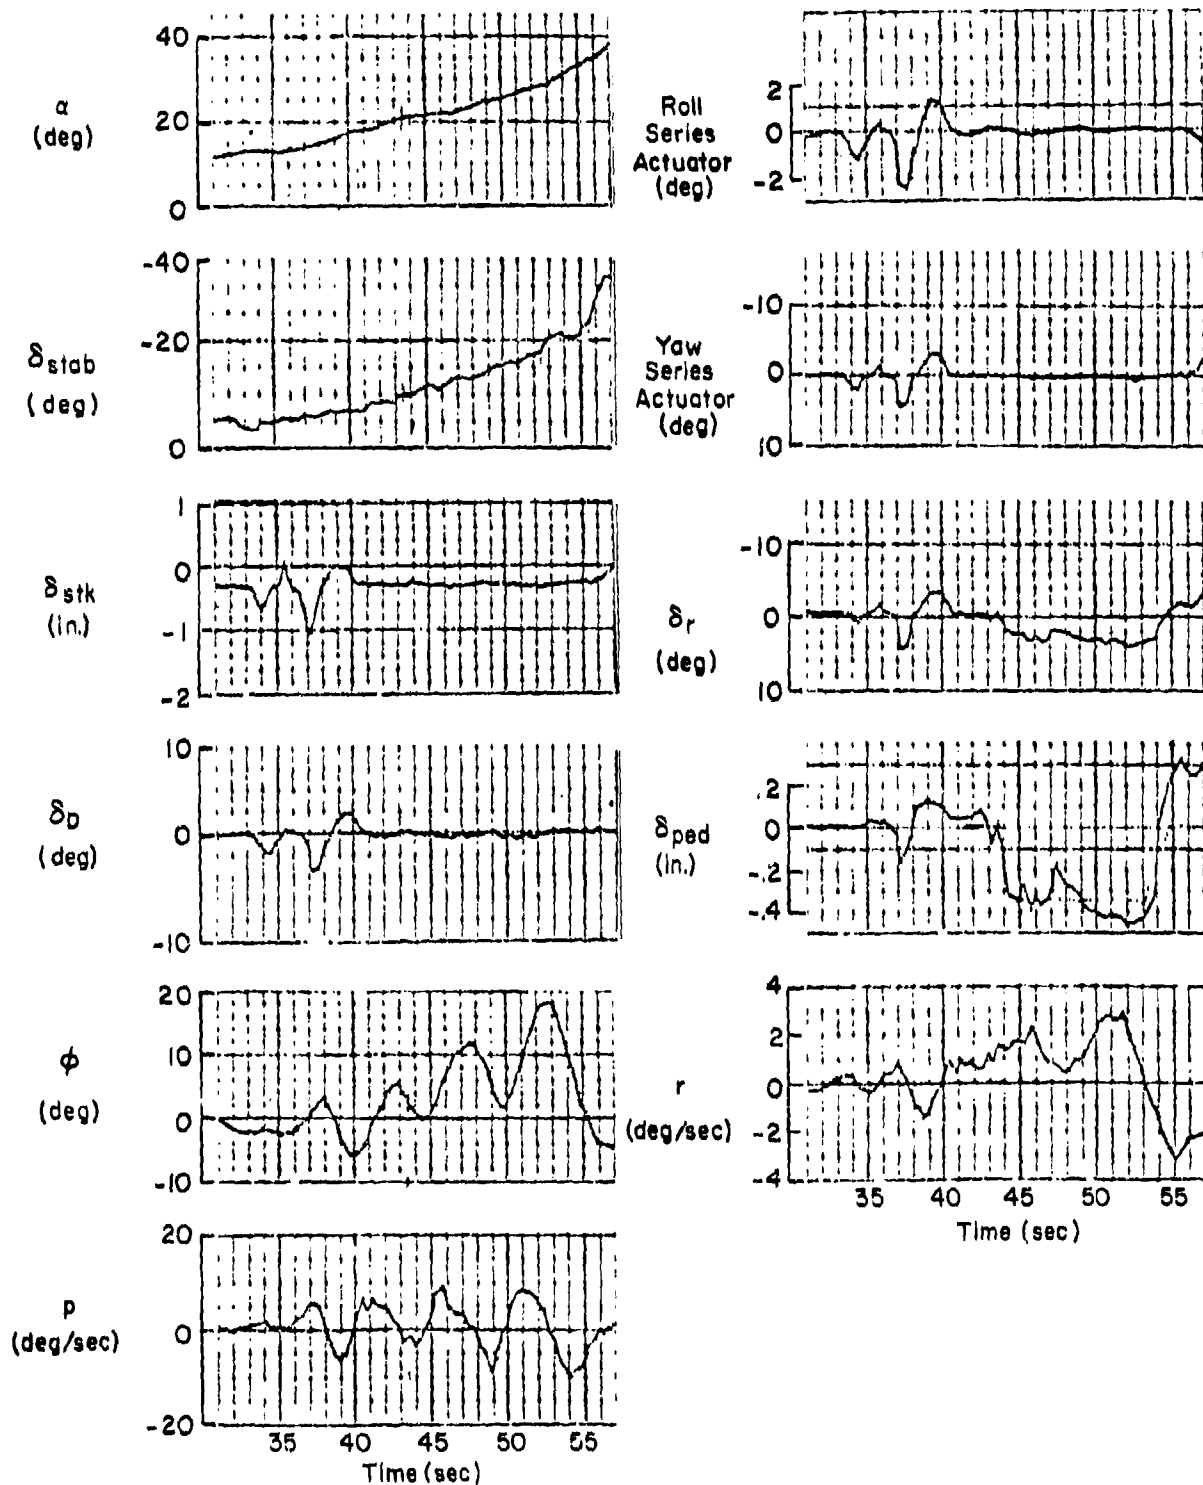 40
α
(deg)
20
0
-40
δstab
(deg)
-20
0
1
δstk
(in.)
0
-1
-2
10
δD
(deg)
0
-10
20
φ
(deg)
10
0
-10
20
p
(deg/sec)
0
-20
35 40 45 50 55
Time (sec)
Roll
Series
Actuator
(deg)
2
0
-2
Yaw
Series
Actuator
(deg)
-10
0
10
δr
(deg)
-10
0
10
δped
(in.)
.2
0
-.2
-.4
r
(deg/sec)
4
2
0
-2
-4
35 40 45 50 55
Time (sec)